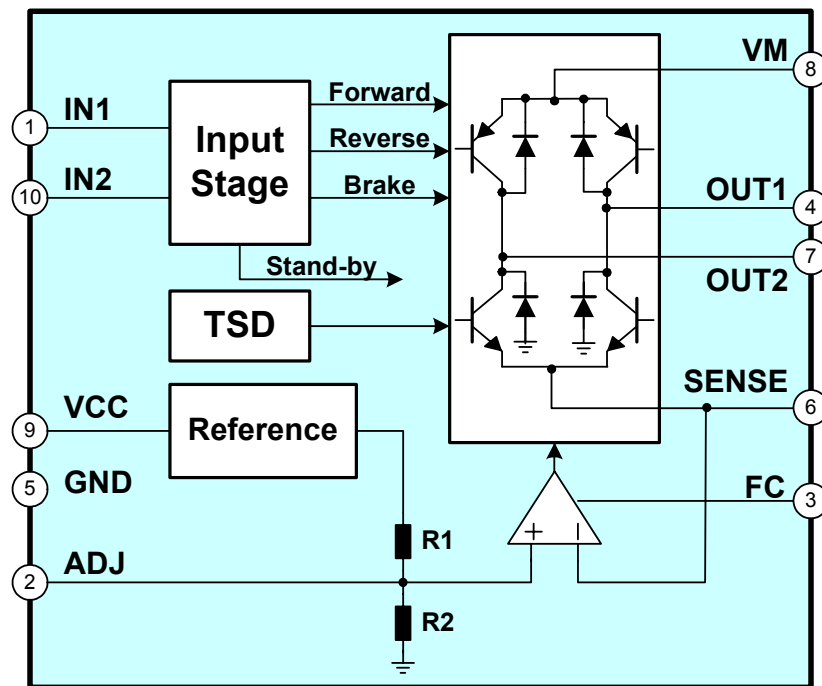 VM
8
Forward
IN1
1
Input
Stage
Reverse
IN2
10
Brake
OUT1
4
7
OUT2
Stand-by
TSD
SENSE
6
VCC
9
Reference
GND
5
FC
3
+
−
R1
ADJ
2
R2